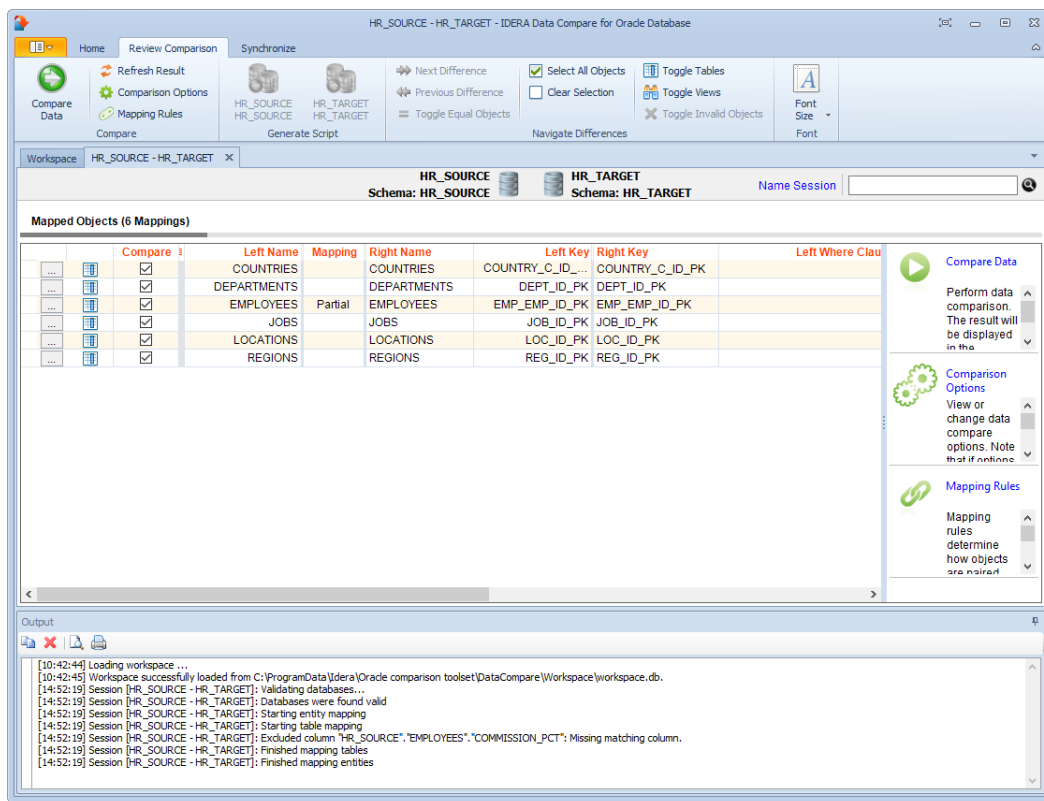 HR_SOURCE - HR_TARGET - IDERA Data Compare for Oracle Database
Home Review Comparison Synchronize
Compare Data
Refresh Result
Comparison Options
Mapping Rules
Compare
HR_SOURCE HR_SOURCE
HR_TARGET HR_TARGET
Generate Script
Next Difference
Previous Difference
Toggle Equal Objects
Select All Objects
Clear Selection
Toggle Tables
Toggle Views
Toggle Invalid Objects
Navigate Differences
A
Font Size
Font
Workspace HR_SOURCE - HR_TARGET
HR_SOURCE
Schema: HR_SOURCE
HR_TARGET
Schema: HR_TARGET
Name Session
Mapped Objects (6 Mappings)
Compare Left Name Mapping Right Name Left Key Right Key Left Where Clau
... COUNTRIES COUNTRIES COUNTRY_C_ID_... COUNTRY_C_ID_PK
... DEPARTMENTS DEPARTMENTS DEPT_ID_PK DEPT_ID_PK
... EMPLOYEES Partial EMPLOYEES EMP_EMP_ID_PK EMP_EMP_ID_PK
... JOBS JOBS JOB_ID_PK JOB_ID_PK
... LOCATIONS LOCATIONS LOC_ID_PK LOC_ID_PK
... REGIONS REGIONS REG_ID_PK REG_ID_PK
Compare Data
Perform data
comparison.
The result will
be displayed
in the
Comparison
Options
View or
change data
compare
options. Note
that if options
Mapping Rules
Mapping
rules
determine
how objects
are paired
Output
[10:42:44] Loading workspace ...
[10:42:45] Workspace successfully loaded from C:\ProgramData\Idera\Oracle comparison toolset\DataCompare\Workspace\workspace.db.
[14:52:19] Session [HR_SOURCE - HR_TARGET]: Validating databases...
[14:52:19] Session [HR_SOURCE - HR_TARGET]: Databases were found valid
[14:52:19] Session [HR_SOURCE - HR_TARGET]: Starting entity mapping
[14:52:19] Session [HR_SOURCE - HR_TARGET]: Starting table mapping
[14:52:19] Session [HR_SOURCE - HR_TARGET]: Excluded column "HR_SOURCE"."EMPLOYEES"."COMMISSION_PCT": Missing matching column.
[14:52:19] Session [HR_SOURCE - HR_TARGET]: Finished mapping tables
[14:52:19] Session [HR_SOURCE - HR_TARGET]: Finished mapping entities